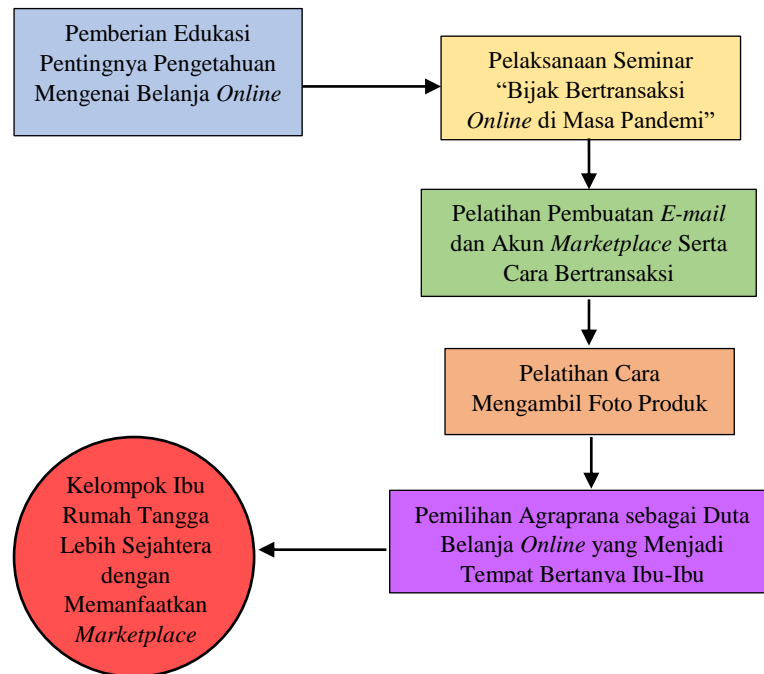 Pemberian Edukasi
Pentingnya Pengetahuan
Mengenai Belanja Online
Pelaksanaan Seminar
“Bijak Bertransaksi
Online di Masa Pandemi”
Pelatihan Pembuatan E-mail
dan Akun Marketplace Serta
Cara Bertransaksi
Pelatihan Cara
Mengambil Foto Produk
Pemilihan Agraprana sebagai Duta
Belanja Online yang Menjadi
Tempat Bertanya Ibu-Ibu
Kelompok Ibu
Rumah Tangga
Lebih Sejahtera
dengan
Memanfaatkan
Marketplace